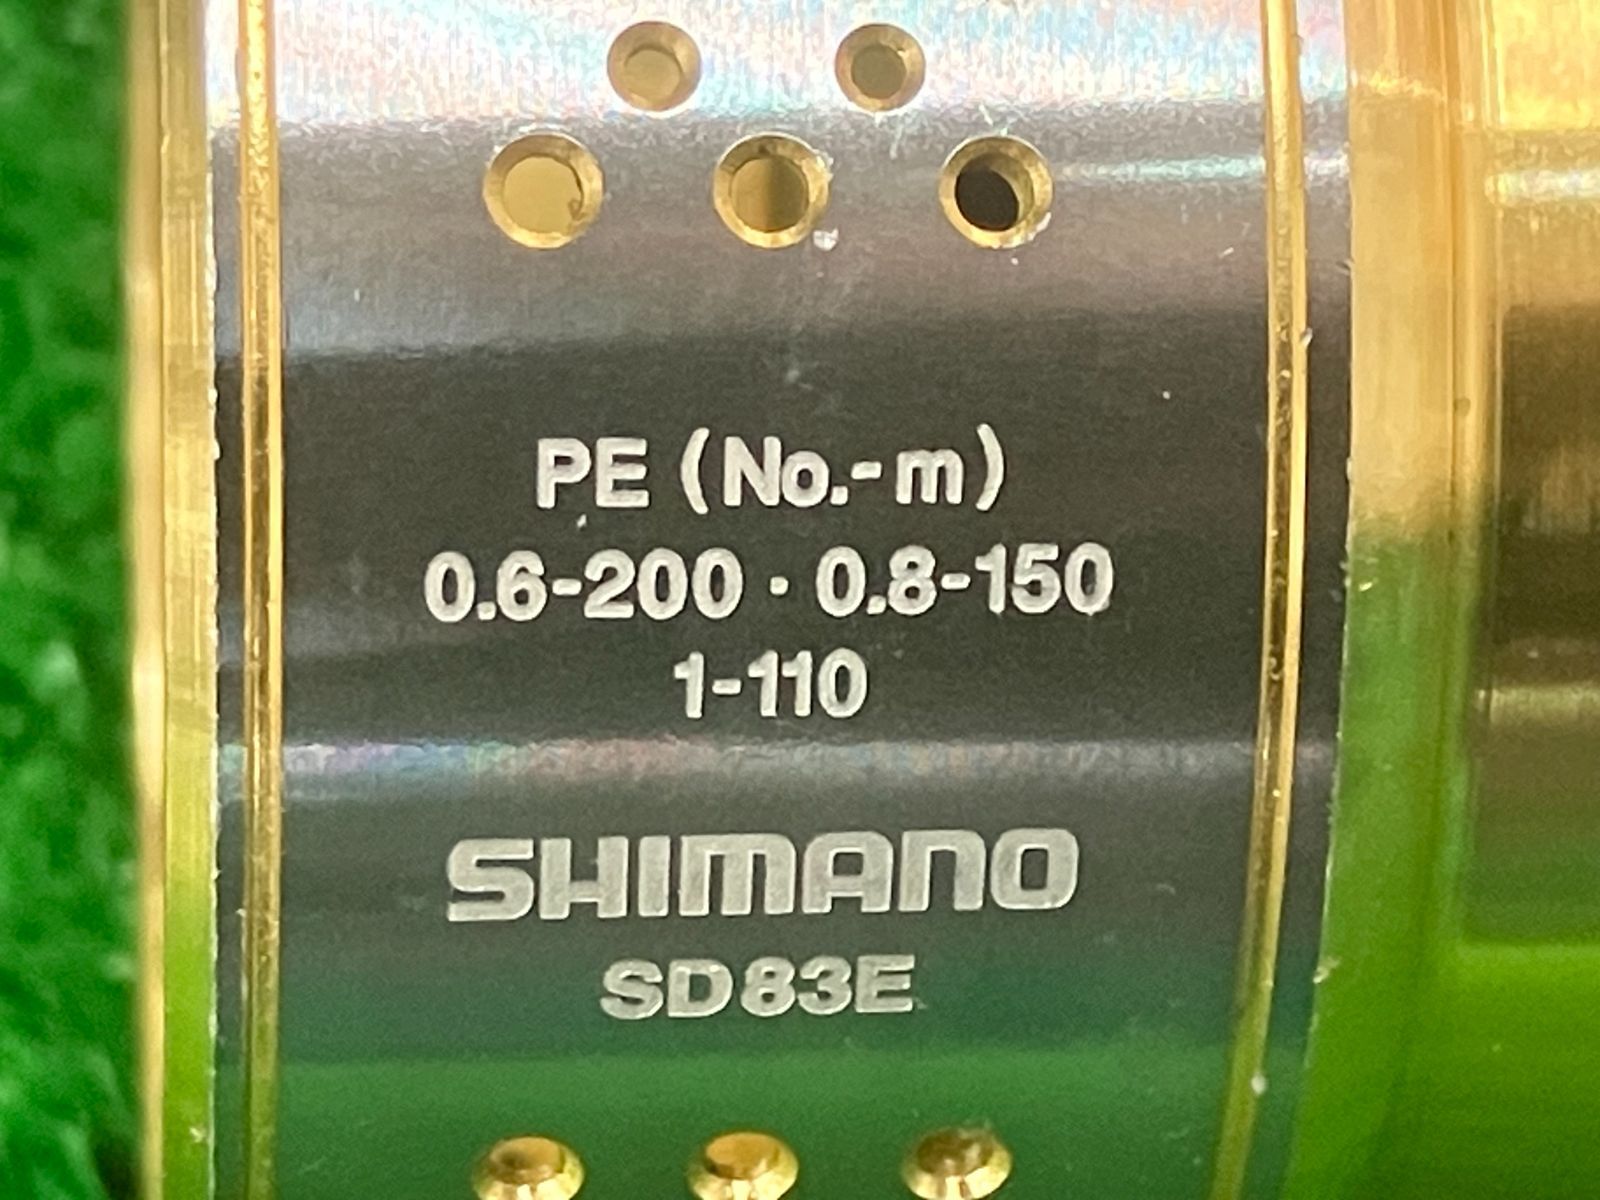 PE (No.-m)
0.6-200 · 0.8-150
1-110
SHIMANO
SD83E